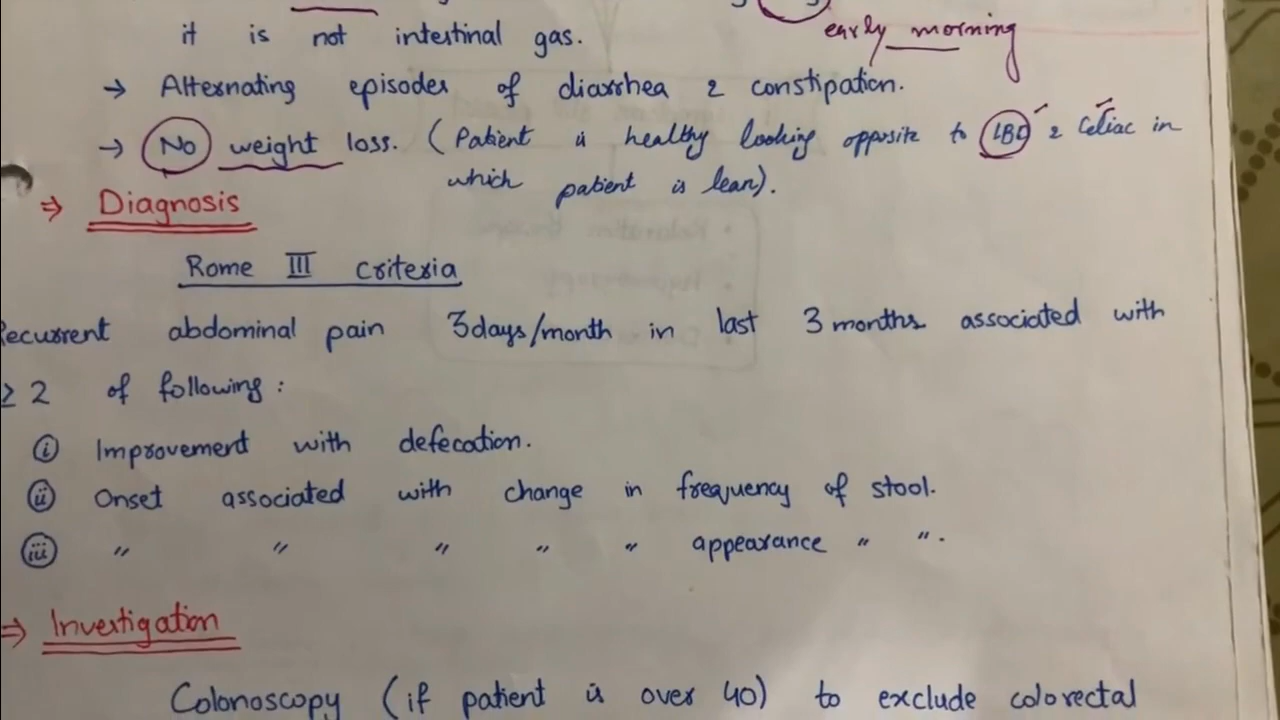 it is not intestinal gas. early morning
→ Alternating episodes of diarrhea & constipation.
→ No weight loss. (Patient is healthy looking opposite to IBD & Celiac in
which patient is lean).
⇒ Diagnosis
Rome III criteria
Recurrent abdominal pain 3days/month in last 3 months associated with
≥ 2 of following:
(i) Improvement with defecation.
(ii) Onset associated with change in frequency of stool.
(iii) " " " " " appearance " ".
⇒ Investigation
Colonoscopy (if patient is over 40) to exclude colorectal